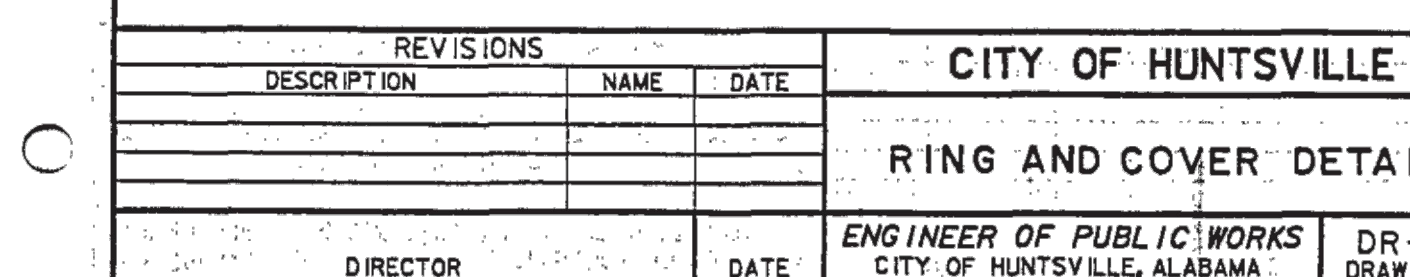 REVISIONS
DESCRIPTION NAME DATE
CITY OF HUNTSVILLE
RING AND COVER
ENGINEER OF PUBLIC WORKS
CITY OF HUNTSVILLE, ALABAMA
DIRECTOR DATE